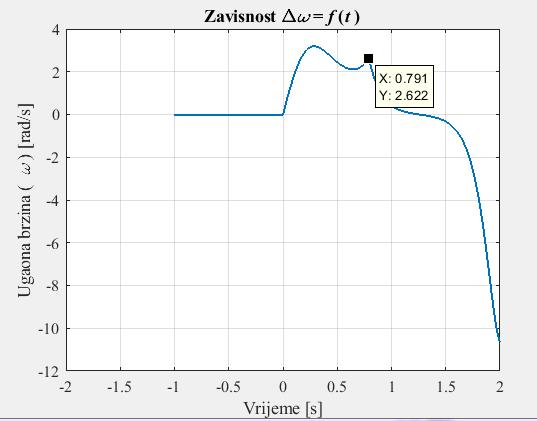 Zavisnost Δω=f(t)
Ugaona brzina ( ω) [rad/s]
4
2
0
-2
-4
-6
-8
-10
-12
X: 0.791
Y: 2.622
-2 -1.5 -1 -0.5 0 0.5 1 1.5 2
Vrijeme [s]